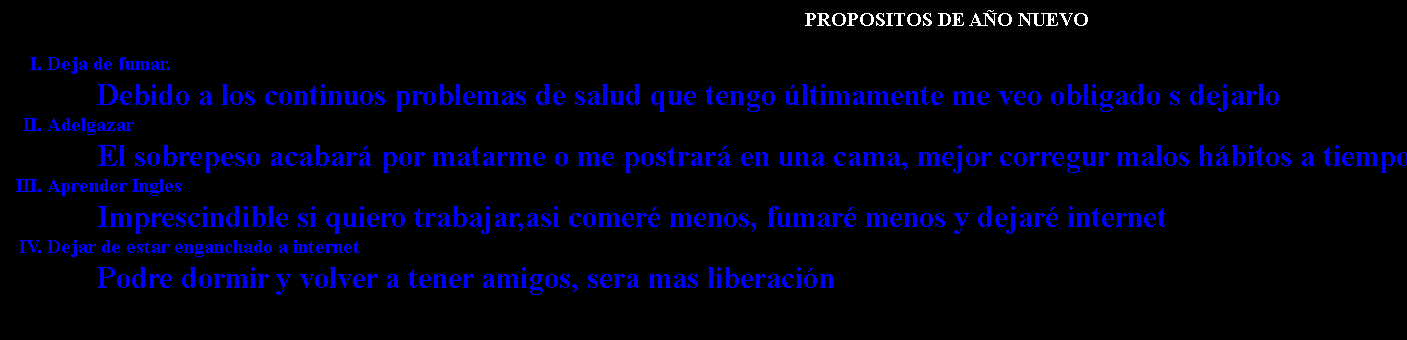 PROPOSITOS DE AÑO NUEVO
I. Deja de fumar.
Debido a los continuos problemas de salud que tengo últimamente me veo obligado s dejarlo
II. Adelgazar
El sobrepeso acabará por matarme o me postrará en una cama, mejor corregur malos hábitos a tiempo
III. Aprender Ingles
Imprescindible si quiero trabajar,asi comeré menos, fumaré menos y dejaré internet
IV. Dejar de estar enganchado a Internet
Podre dormir y volver a tener amigos, sera mas liberación